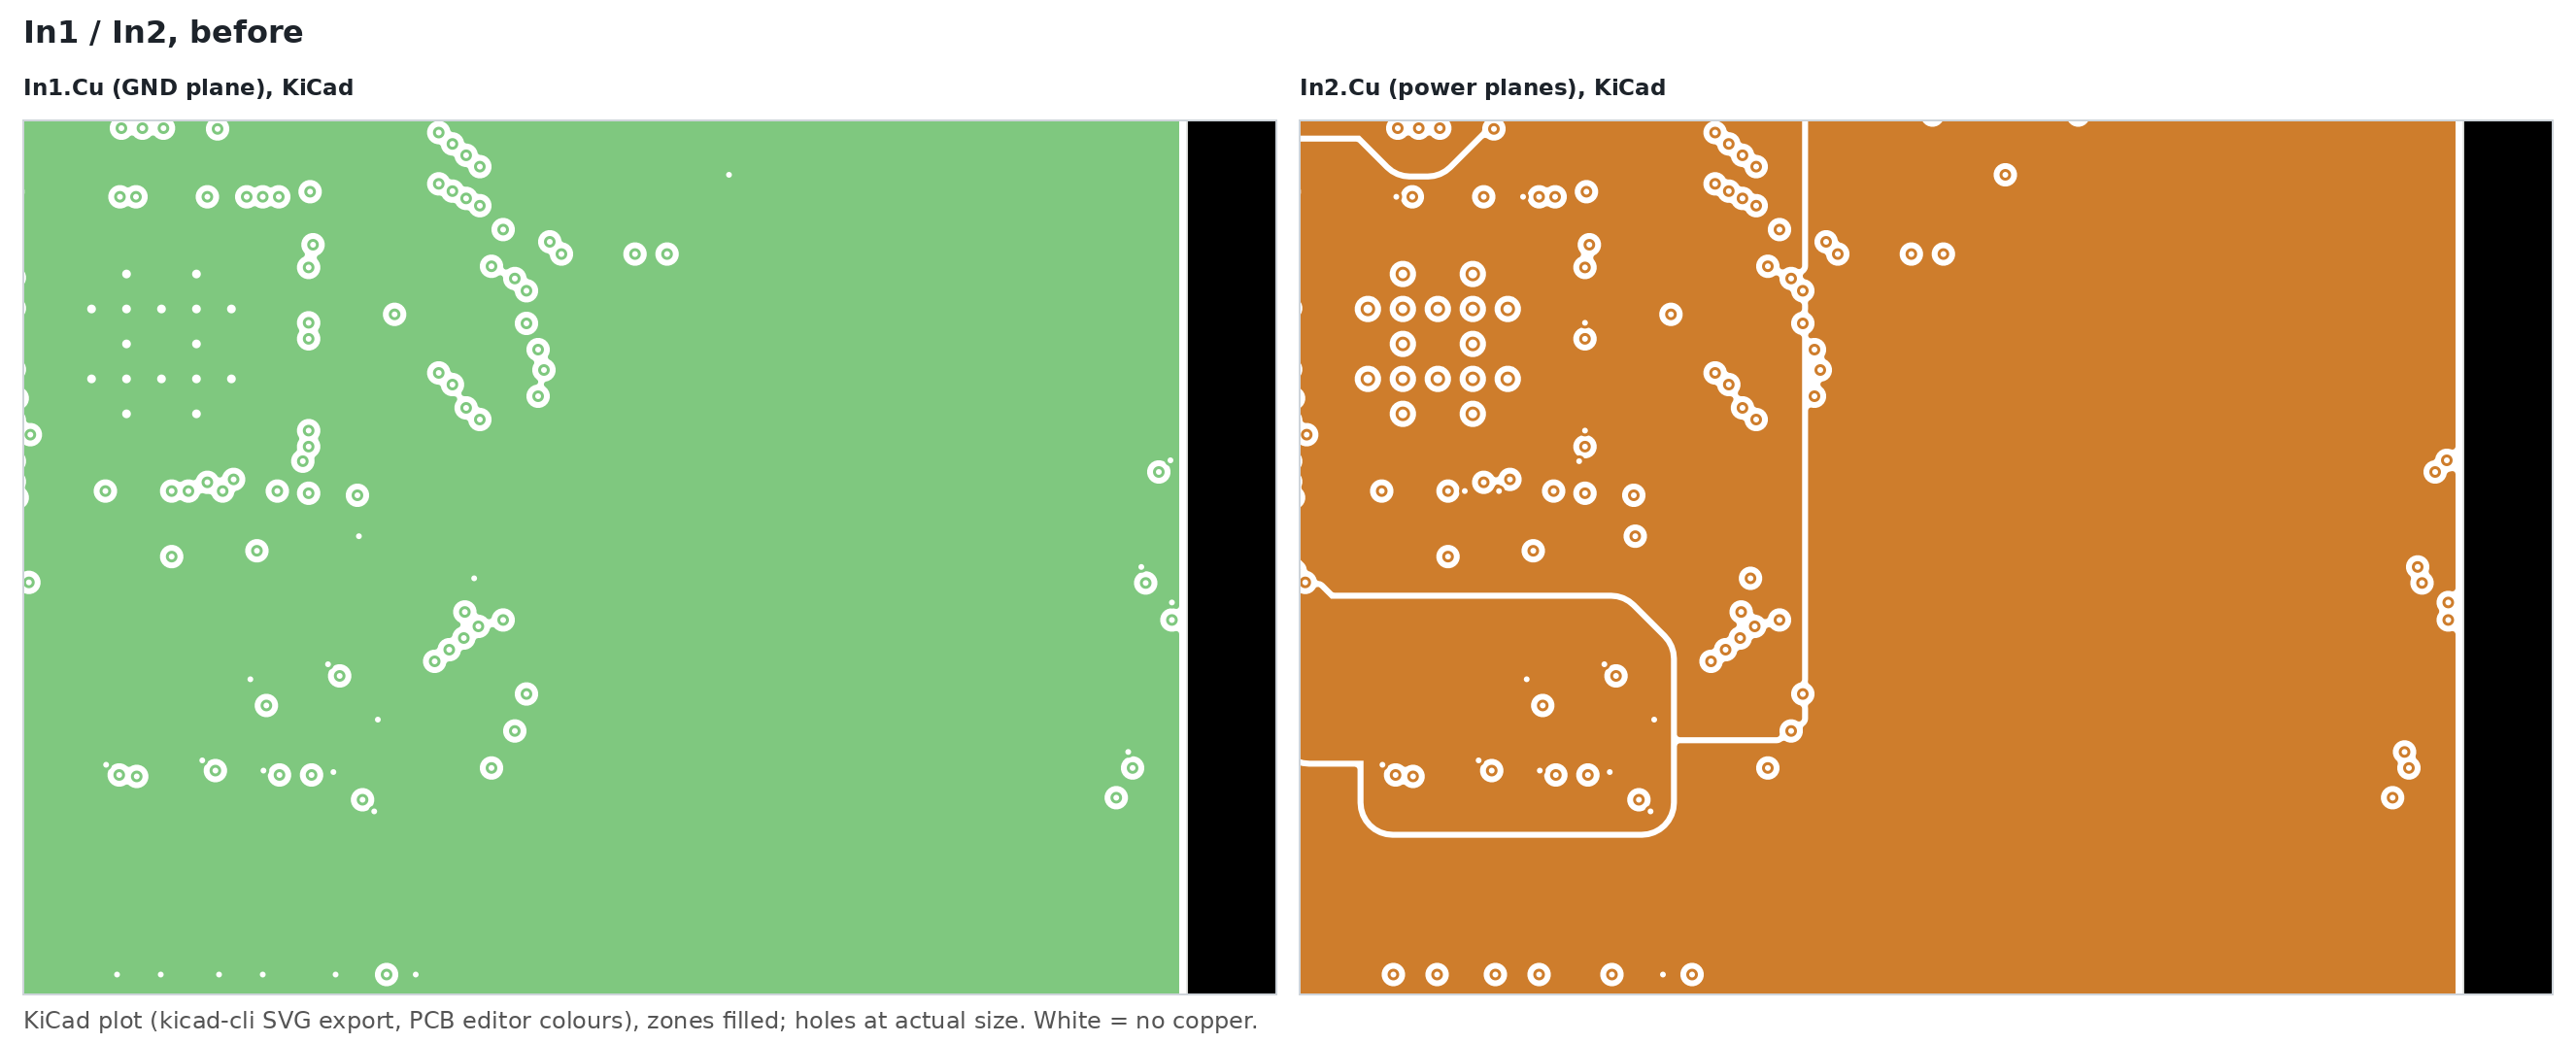 In1 / In2, before
In1.Cu (GND plane), KiCad
In2.Cu (power planes), KiCad
KiCad plot (kicad-cli SVG export, PCB editor colours), zones filled; holes at actual size. White = no copper.